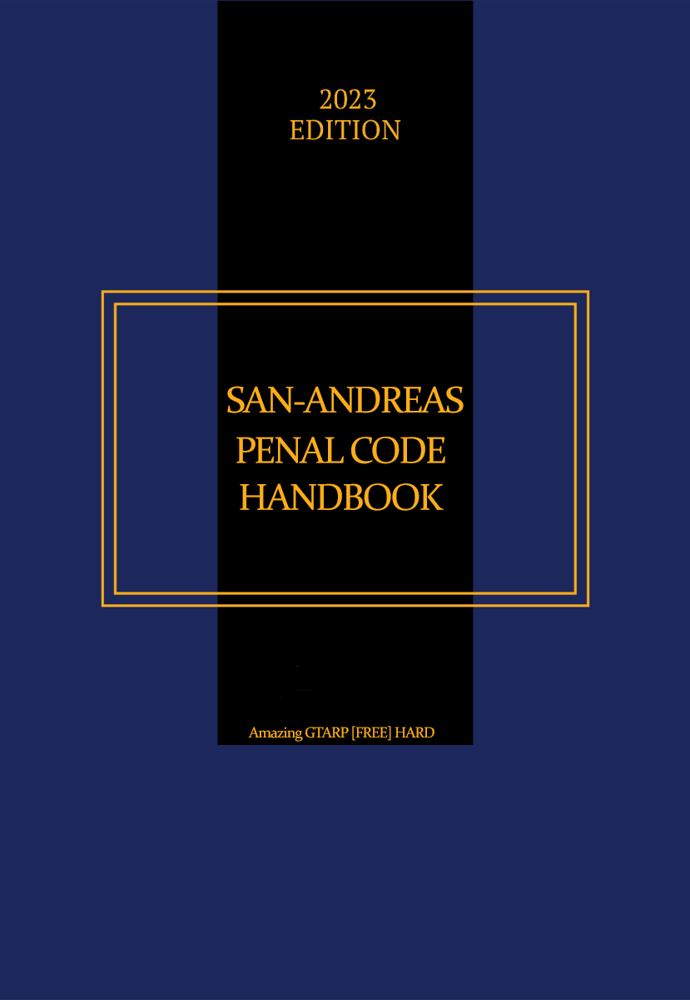 2023
EDITION
SAN-ANDREAS
PENAL CODE
HANDBOOK
Amazing GTARP [FREE] HARD